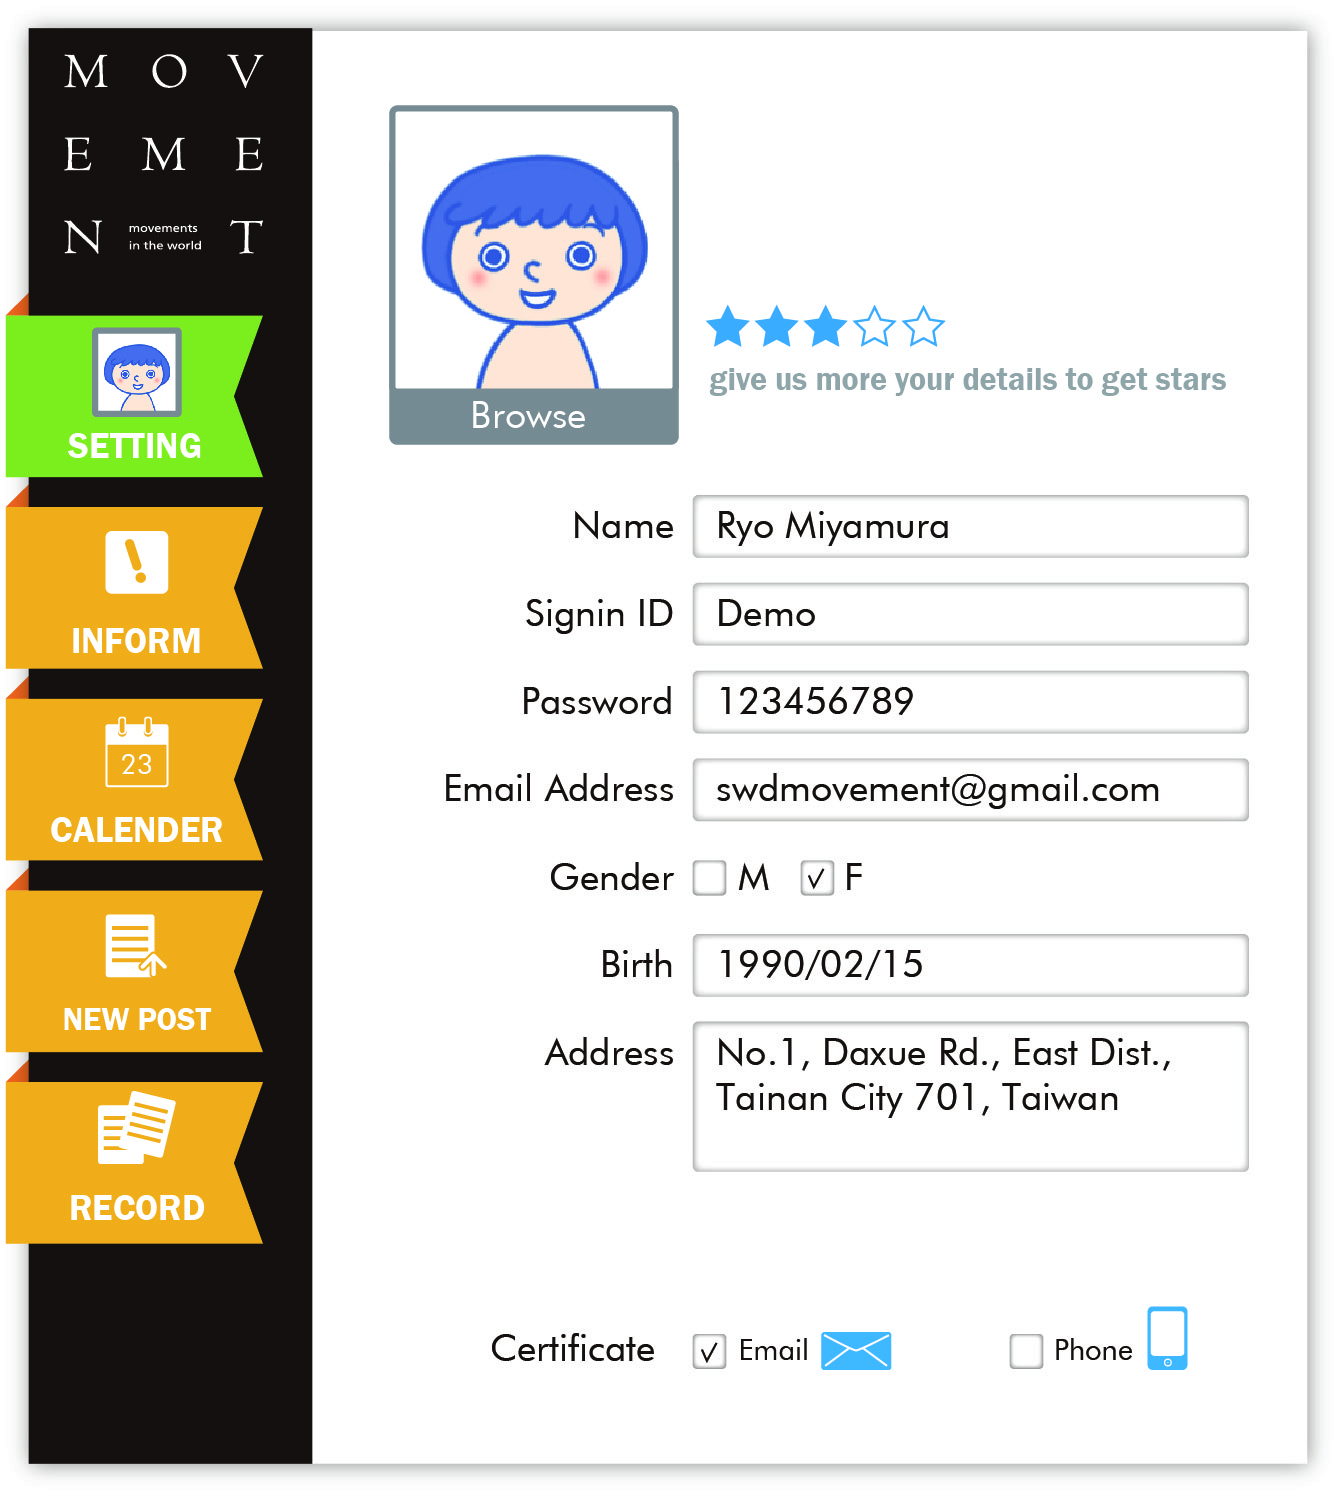 M O V
E M E
N movements in the world T
SETTING
INFORM
23
CALENDER
NEW POST
RECORD
Browse
give us more your details to get stars
Name Ryo Miyamura
Signin ID Demo
Password 123456789
Email Address swdmovement@gmail.com
Gender M ✓ F
Birth 1990/02/15
Address No.1, Daxue Rd., East Dist.,
Tainan City 701, Taiwan
Certificate ✓ Email Phone